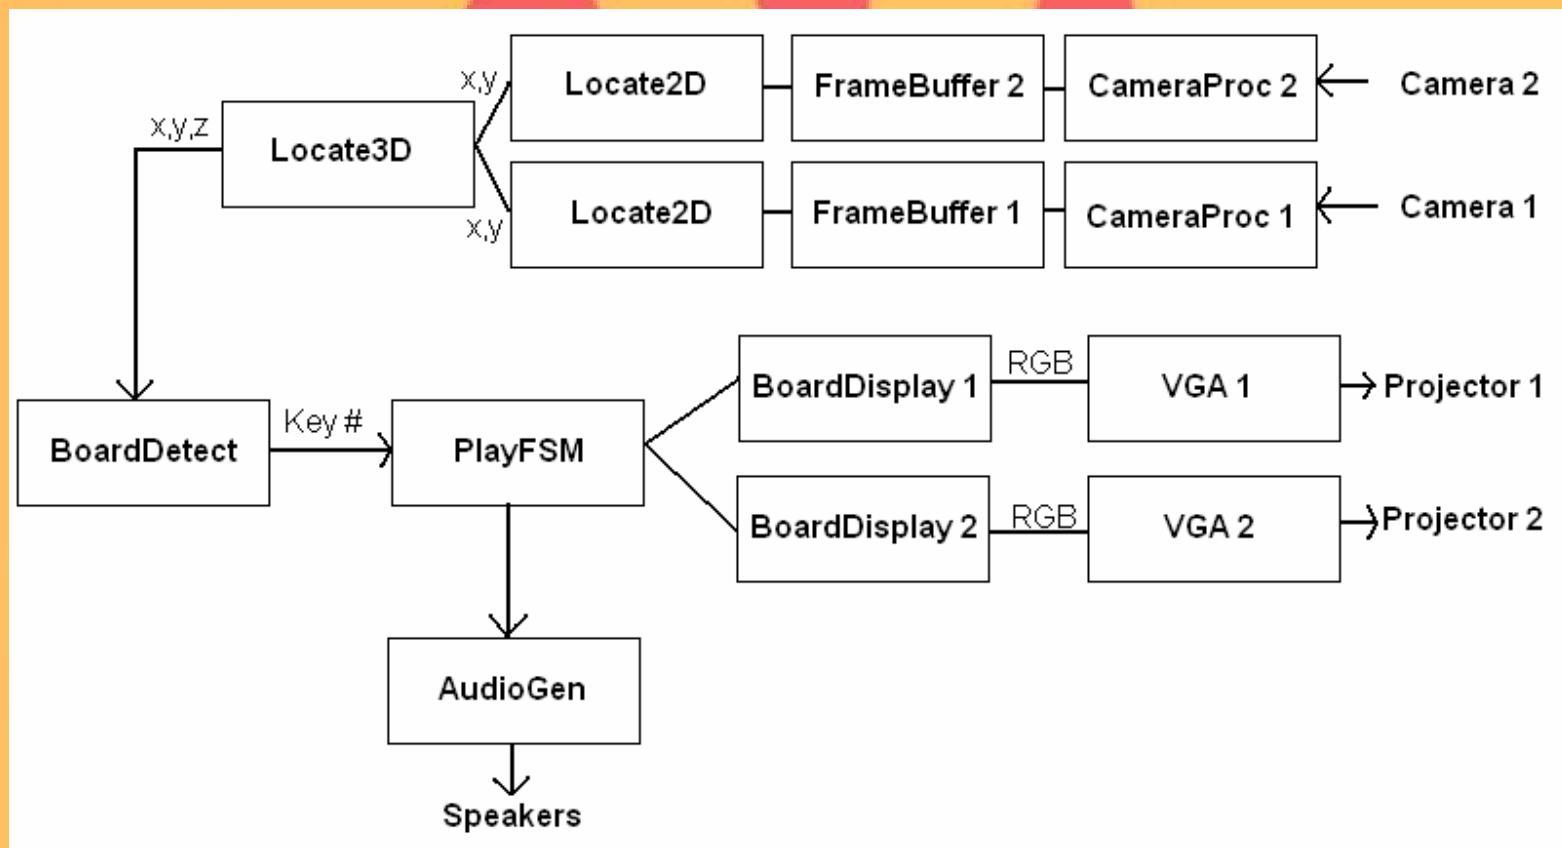 x,y
Locate2D
FrameBuffer 2
CameraProc 2
Camera 2
x,y,z
Locate3D
x,y
Locate2D
FrameBuffer 1
CameraProc 1
Camera 1
BoardDetect
Key #
PlayFSM
BoardDisplay 1
RGB
VGA 1
Projector 1
BoardDisplay 2
RGB
VGA 2
Projector 2
AudioGen
Speakers